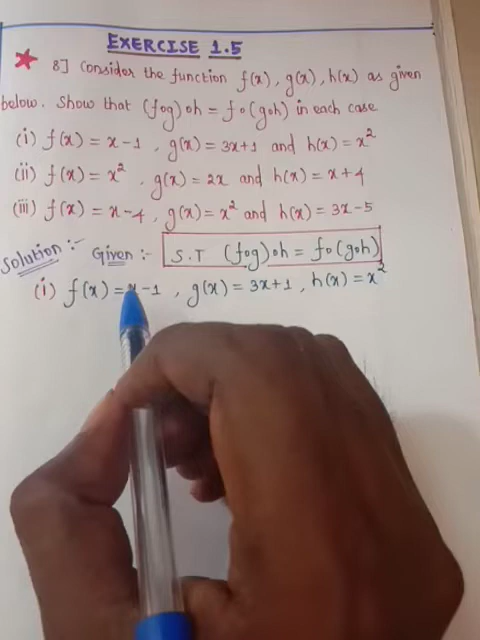 EXERCISE 1.5
8] Consider the function f(x), g(x), h(x) as given
below. Show that (fog)oh = fo(goh) in each case
(i) f(x) = x-1, g(x) = 3x+1 and h(x) = x²
(ii) f(x) = x², g(x) = 2x and h(x) = x+4
(iii) f(x) = x-4, g(x) = x² and h(x) = 3x-5
Solution :- Given :- S.T (fog)oh = fo(goh)
(i) f(x) = x-1, g(x) = 3x+1, h(x) = x²